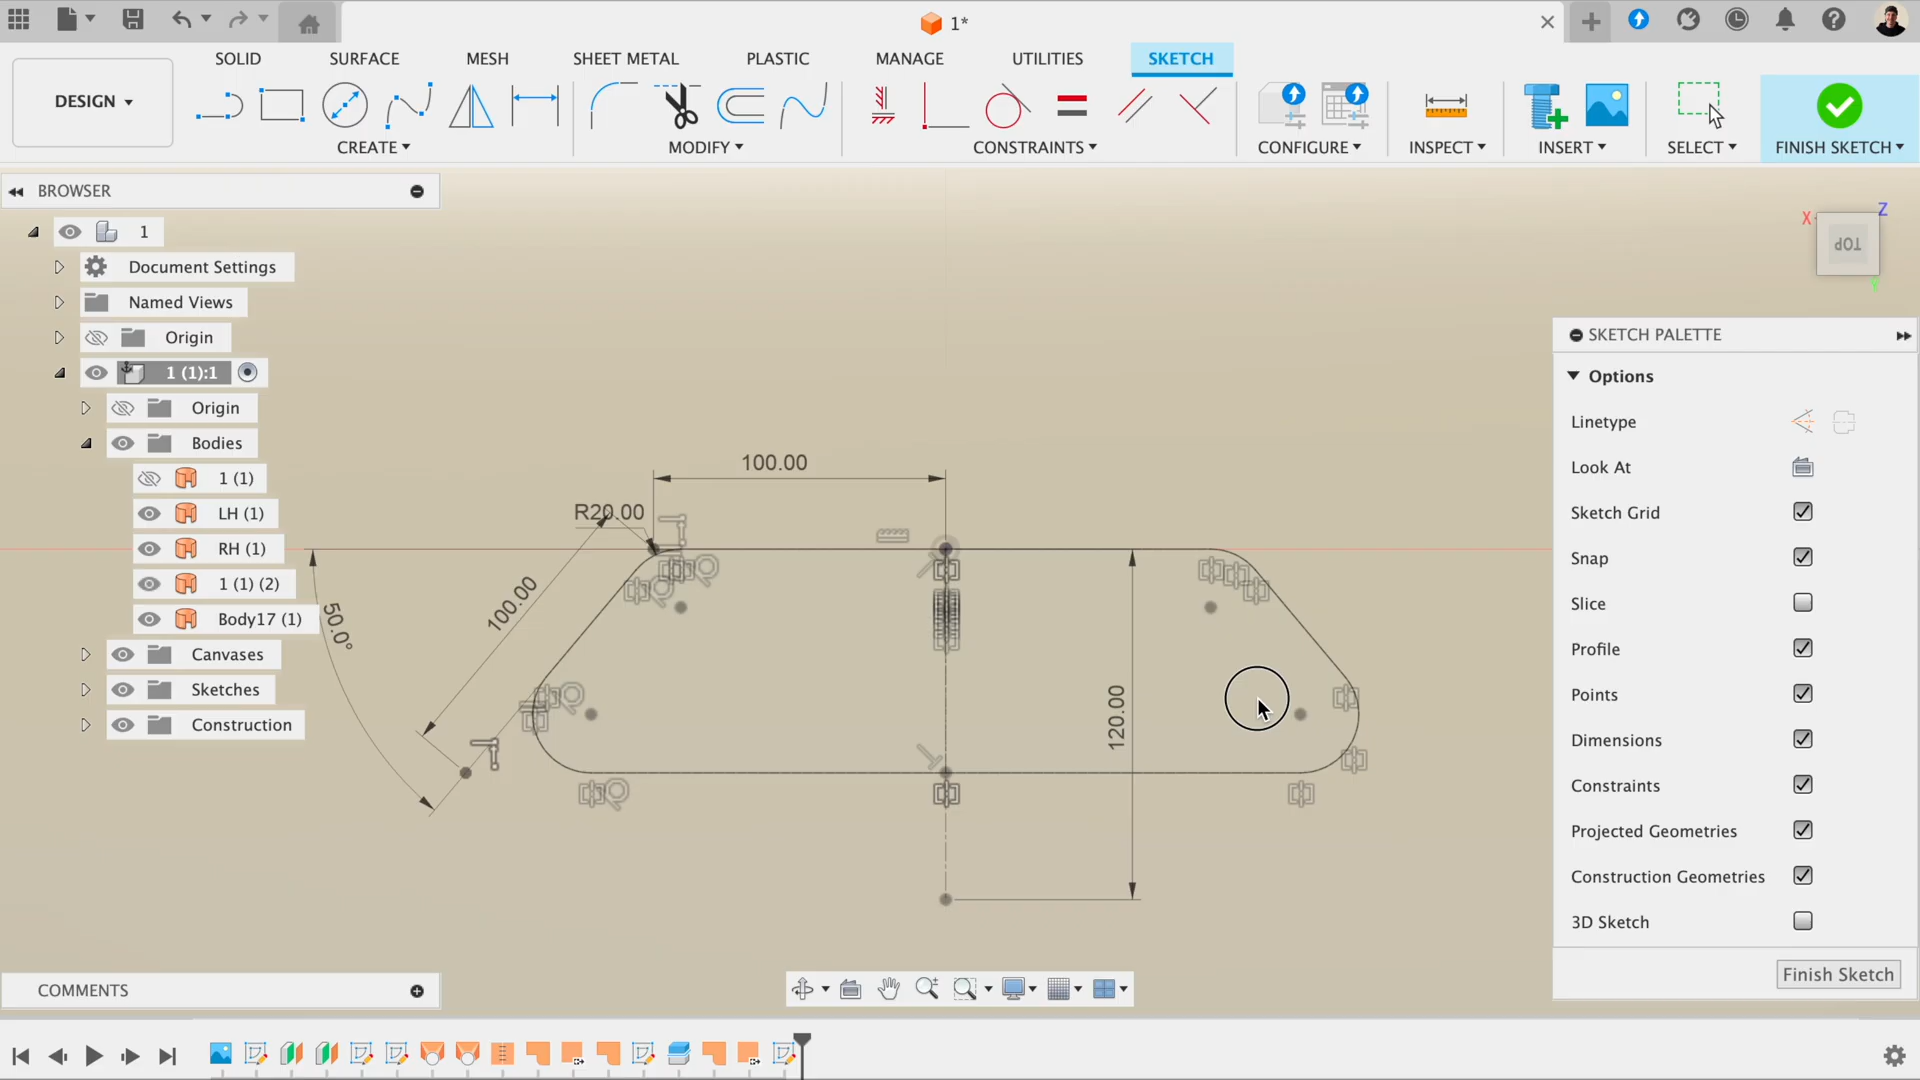 1*
SOLID
SURFACE
MESH
SHEET METAL
PLASTIC
MANAGE
UTILITIES
SKETCH
DESIGN
CREATE
MODIFY
CONSTRAINTS
CONFIGURE
INSPECT
INSERT
SELECT
FINISH SKETCH
BROWSER
1
Document Settings
Named Views
Origin
1 (1):1
Origin
Bodies
1 (1)
LH (1)
RH (1)
1 (1) (2)
Body17 (1)
Canvases
Sketches
Construction
100.00
R20.00
100.00
50.0°
120.00
X
Z
TOP
Y
SKETCH PALETTE
Options
Linetype
Look At
Sketch Grid
Snap
Slice
Profile
Points
Dimensions
Constraints
Projected Geometries
Construction Geometries
3D Sketch
Finish Sketch
COMMENTS